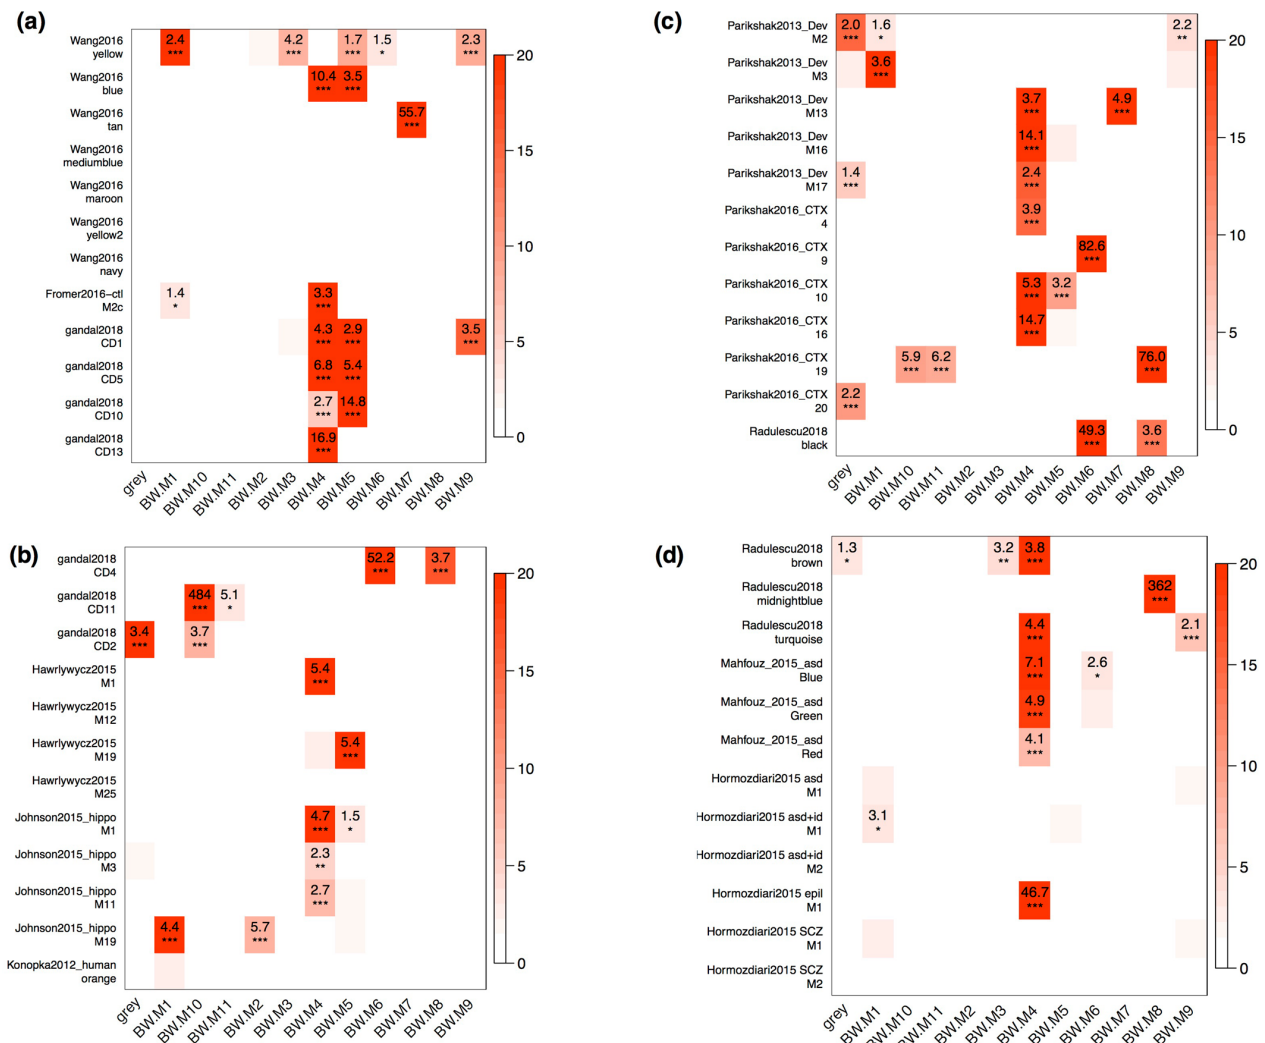 (a)
Wang2016
yellow
2.4 4.2 1.7 1.5 2.3
*** *** *** * ***
Wang2016
blue
10.4 3.5
*** ***
Wang2016
tan
55.7
***
Wang2016
mediumblue
Wang2016
maroon
Wang2016
yellow2
Wang2016
navy
Fromer2016-ctl
M2c
1.4 3.3
* ***
gandal2018
CD1
4.3 2.9 3.5
*** *** ***
gandal2018
CD5
6.8 5.4
*** ***
gandal2018
CD10
2.7 14.8
*** ***
gandal2018
CD13
16.9
***
20
15
10
5
0
grey BW.M1 BW.M10 BW.M11 BW.M2 BW.M3 BW.M4 BW.M5 BW.M6 BW.M7 BW.M8 BW.M9
(b)
gandal2018
CD4
52.2 3.7
*** ***
gandal2018
CD11
484 5.1
*** *
gandal2018
CD2
3.4 3.7
*** ***
Hawrlywycz2015
M1
5.4
***
Hawrlywycz2015
M12
Hawrlywycz2015
M19
5.4
***
Hawrlywycz2015
M25
Johnson2015_hippo
M1
4.7 1.5
*** *
Johnson2015_hippo
M3
2.3
**
Johnson2015_hippo
M11
2.7
***
Johnson2015_hippo
M19
4.4 5.7
*** ***
Konopka2012_human
orange
20
15
10
5
0
grey BW.M1 BW.M10 BW.M11 BW.M2 BW.M3 BW.M4 BW.M5 BW.M6 BW.M7 BW.M8 BW.M9
(c)
Parikshak2013_Dev
M2
2.0 1.6 2.2
*** * **
Parikshak2013_Dev
M3
3.6
***
Parikshak2013_Dev
M13
3.7 4.9
*** ***
Parikshak2013_Dev
M16
14.1
***
Parikshak2013_Dev
M17
1.4 2.4
*** ***
Parikshak2016_CTX
4
3.9
***
Parikshak2016_CTX
9
82.6
***
Parikshak2016_CTX
10
5.3 3.2
*** ***
Parikshak2016_CTX
16
14.7
***
Parikshak2016_CTX
19
5.9 6.2 76.0
*** *** ***
Parikshak2016_CTX
20
2.2
***
Radulescu2018
black
49.3 3.6
*** ***
20
15
10
5
0
grey BW.M1 BW.M10 BW.M11 BW.M2 BW.M3 BW.M4 BW.M5 BW.M6 BW.M7 BW.M8 BW.M9
(d)
Radulescu2018
brown
1.3 3.2 3.8
* ** ***
Radulescu2018
midnightblue
362
***
Radulescu2018
turquoise
4.4 2.1
*** ***
Mahfouz_2015_asd
Blue
7.1 2.6
*** *
Mahfouz_2015_asd
Green
4.9
***
Mahfouz_2015_asd
Red
4.1
***
Hormozdiari2015 asd
M1
Hormozdiari2015 asd+id
M1
3.1
*
Hormozdiari2015 asd+id
M2
Hormozdiari2015 epil
M1
46.7
***
Hormozdiari2015 SCZ
M1
Hormozdiari2015 SCZ
M2
20
15
10
5
0
grey BW.M1 BW.M10 BW.M11 BW.M2 BW.M3 BW.M4 BW.M5 BW.M6 BW.M7 BW.M8 BW.M9